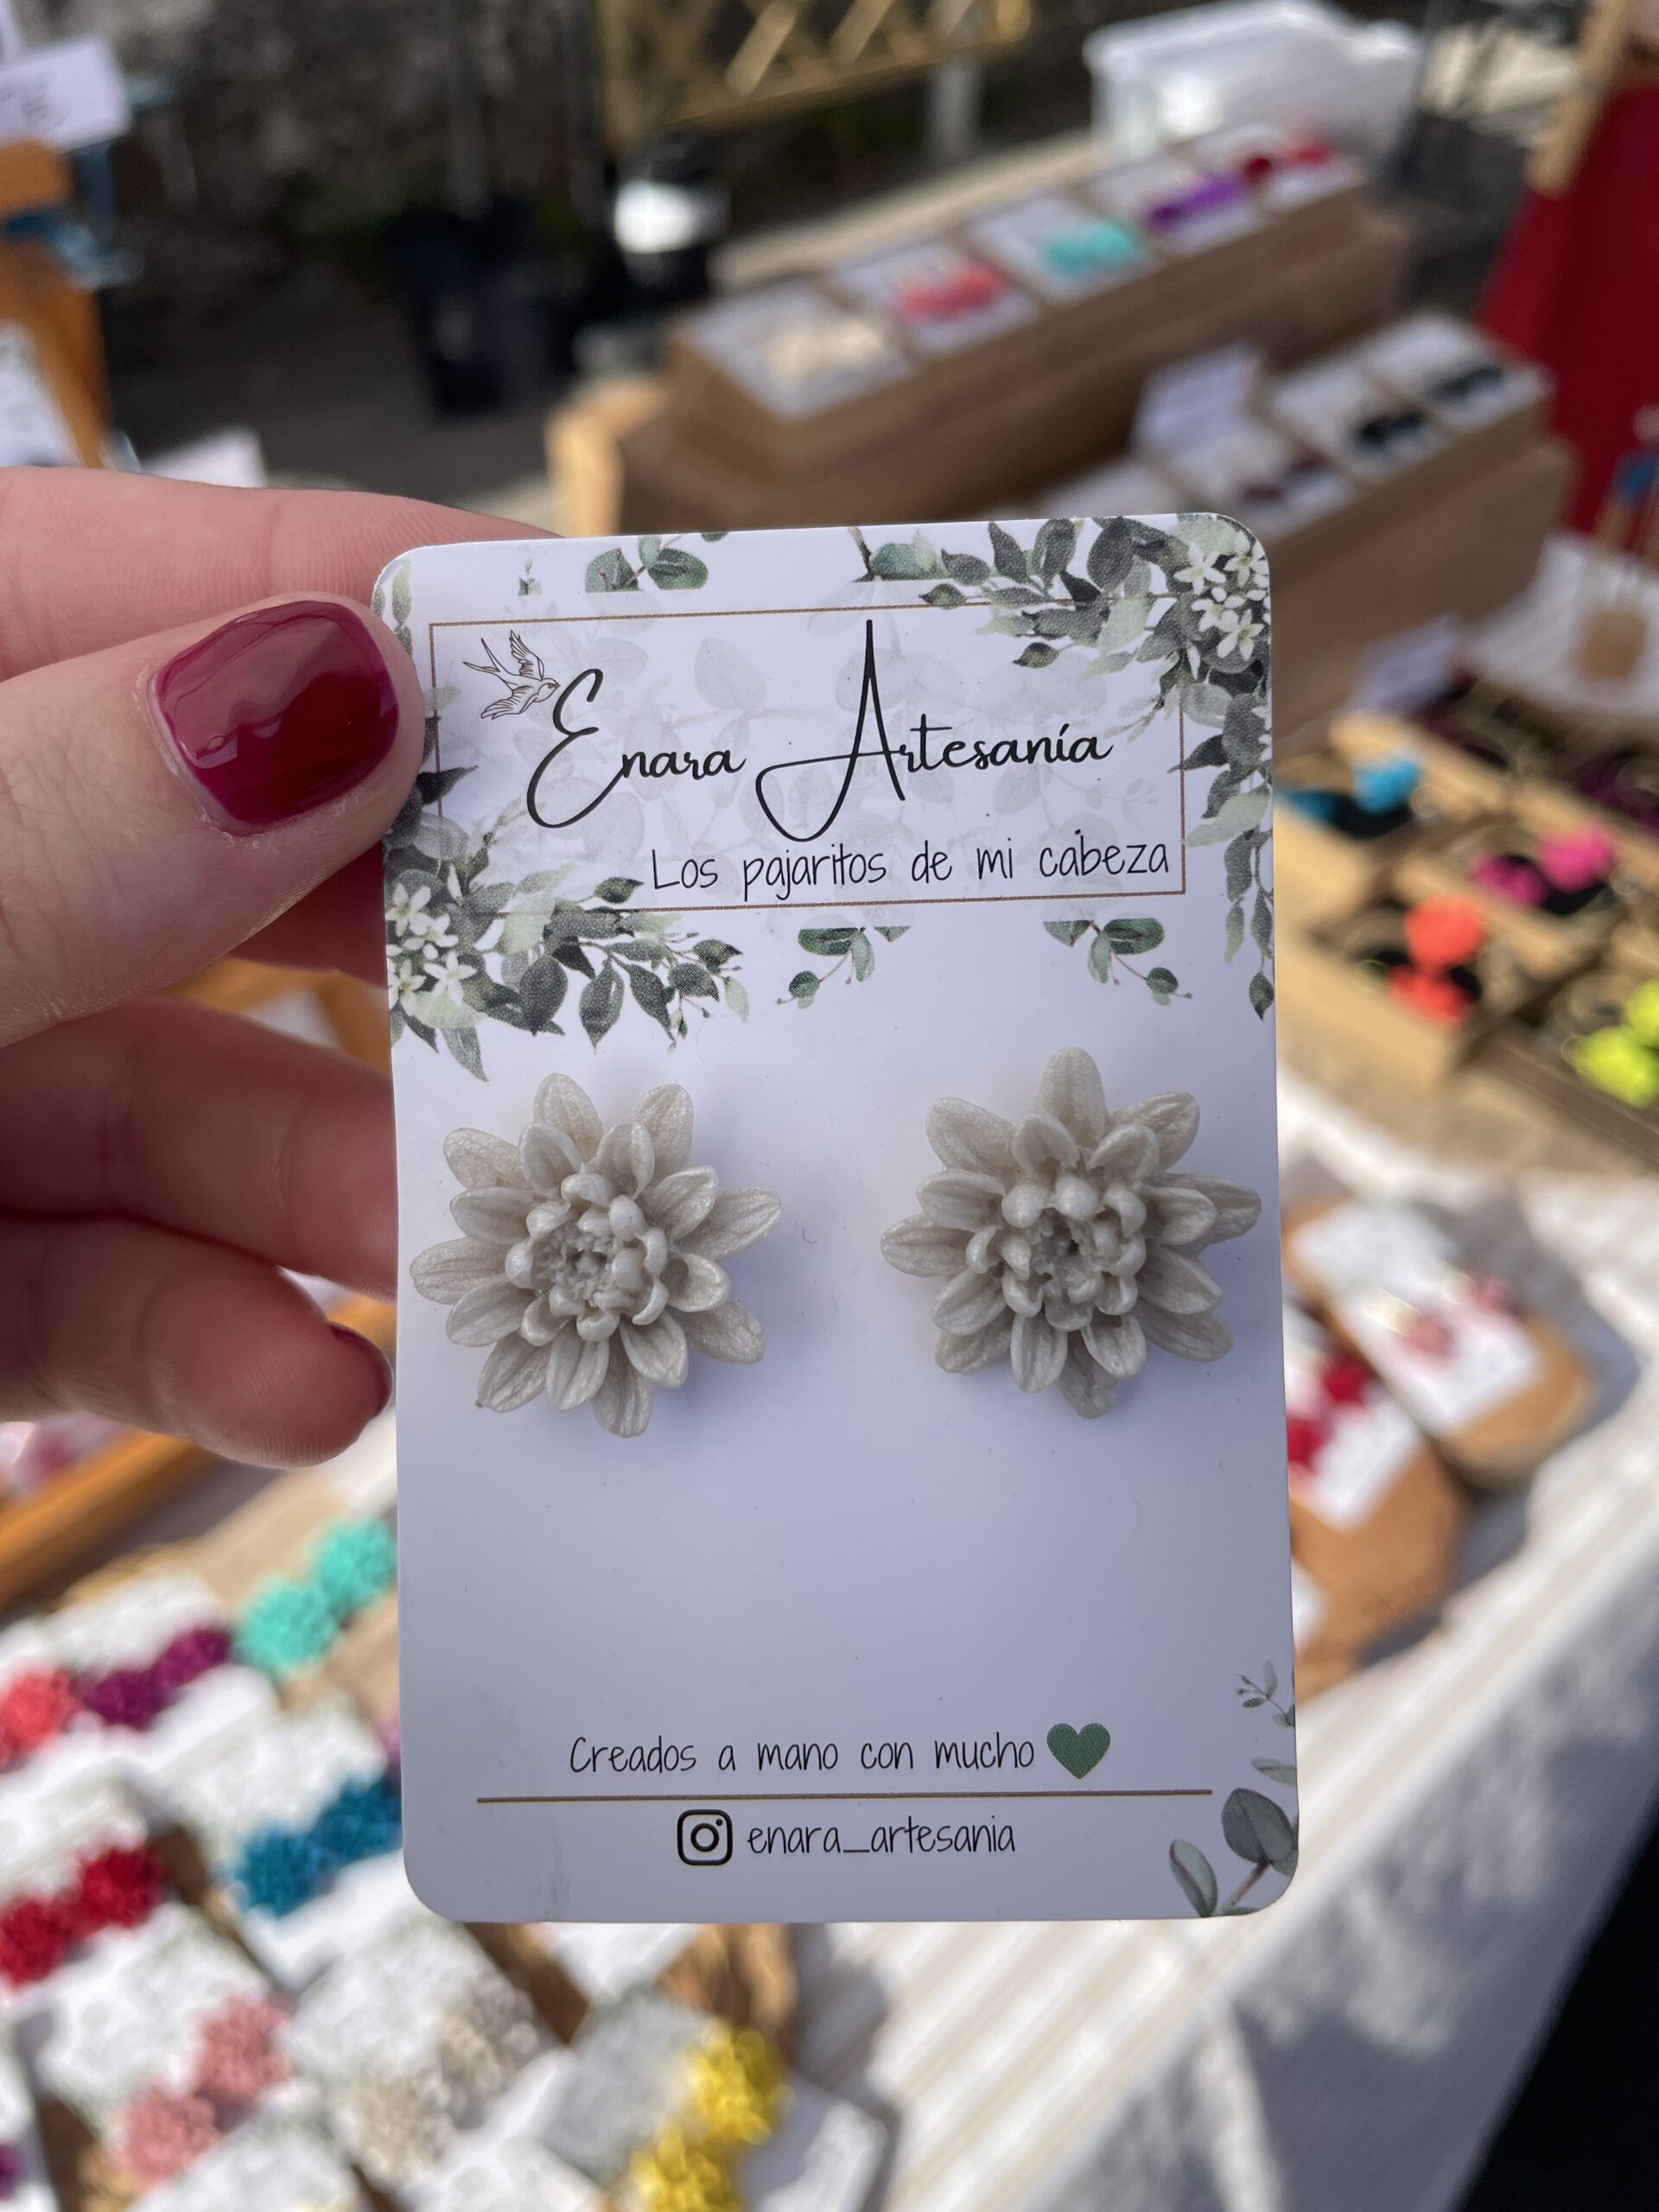 Enara Artesanía
Los pajaritos de mi cabeza
Creados a mano con mucho
enara_artesania